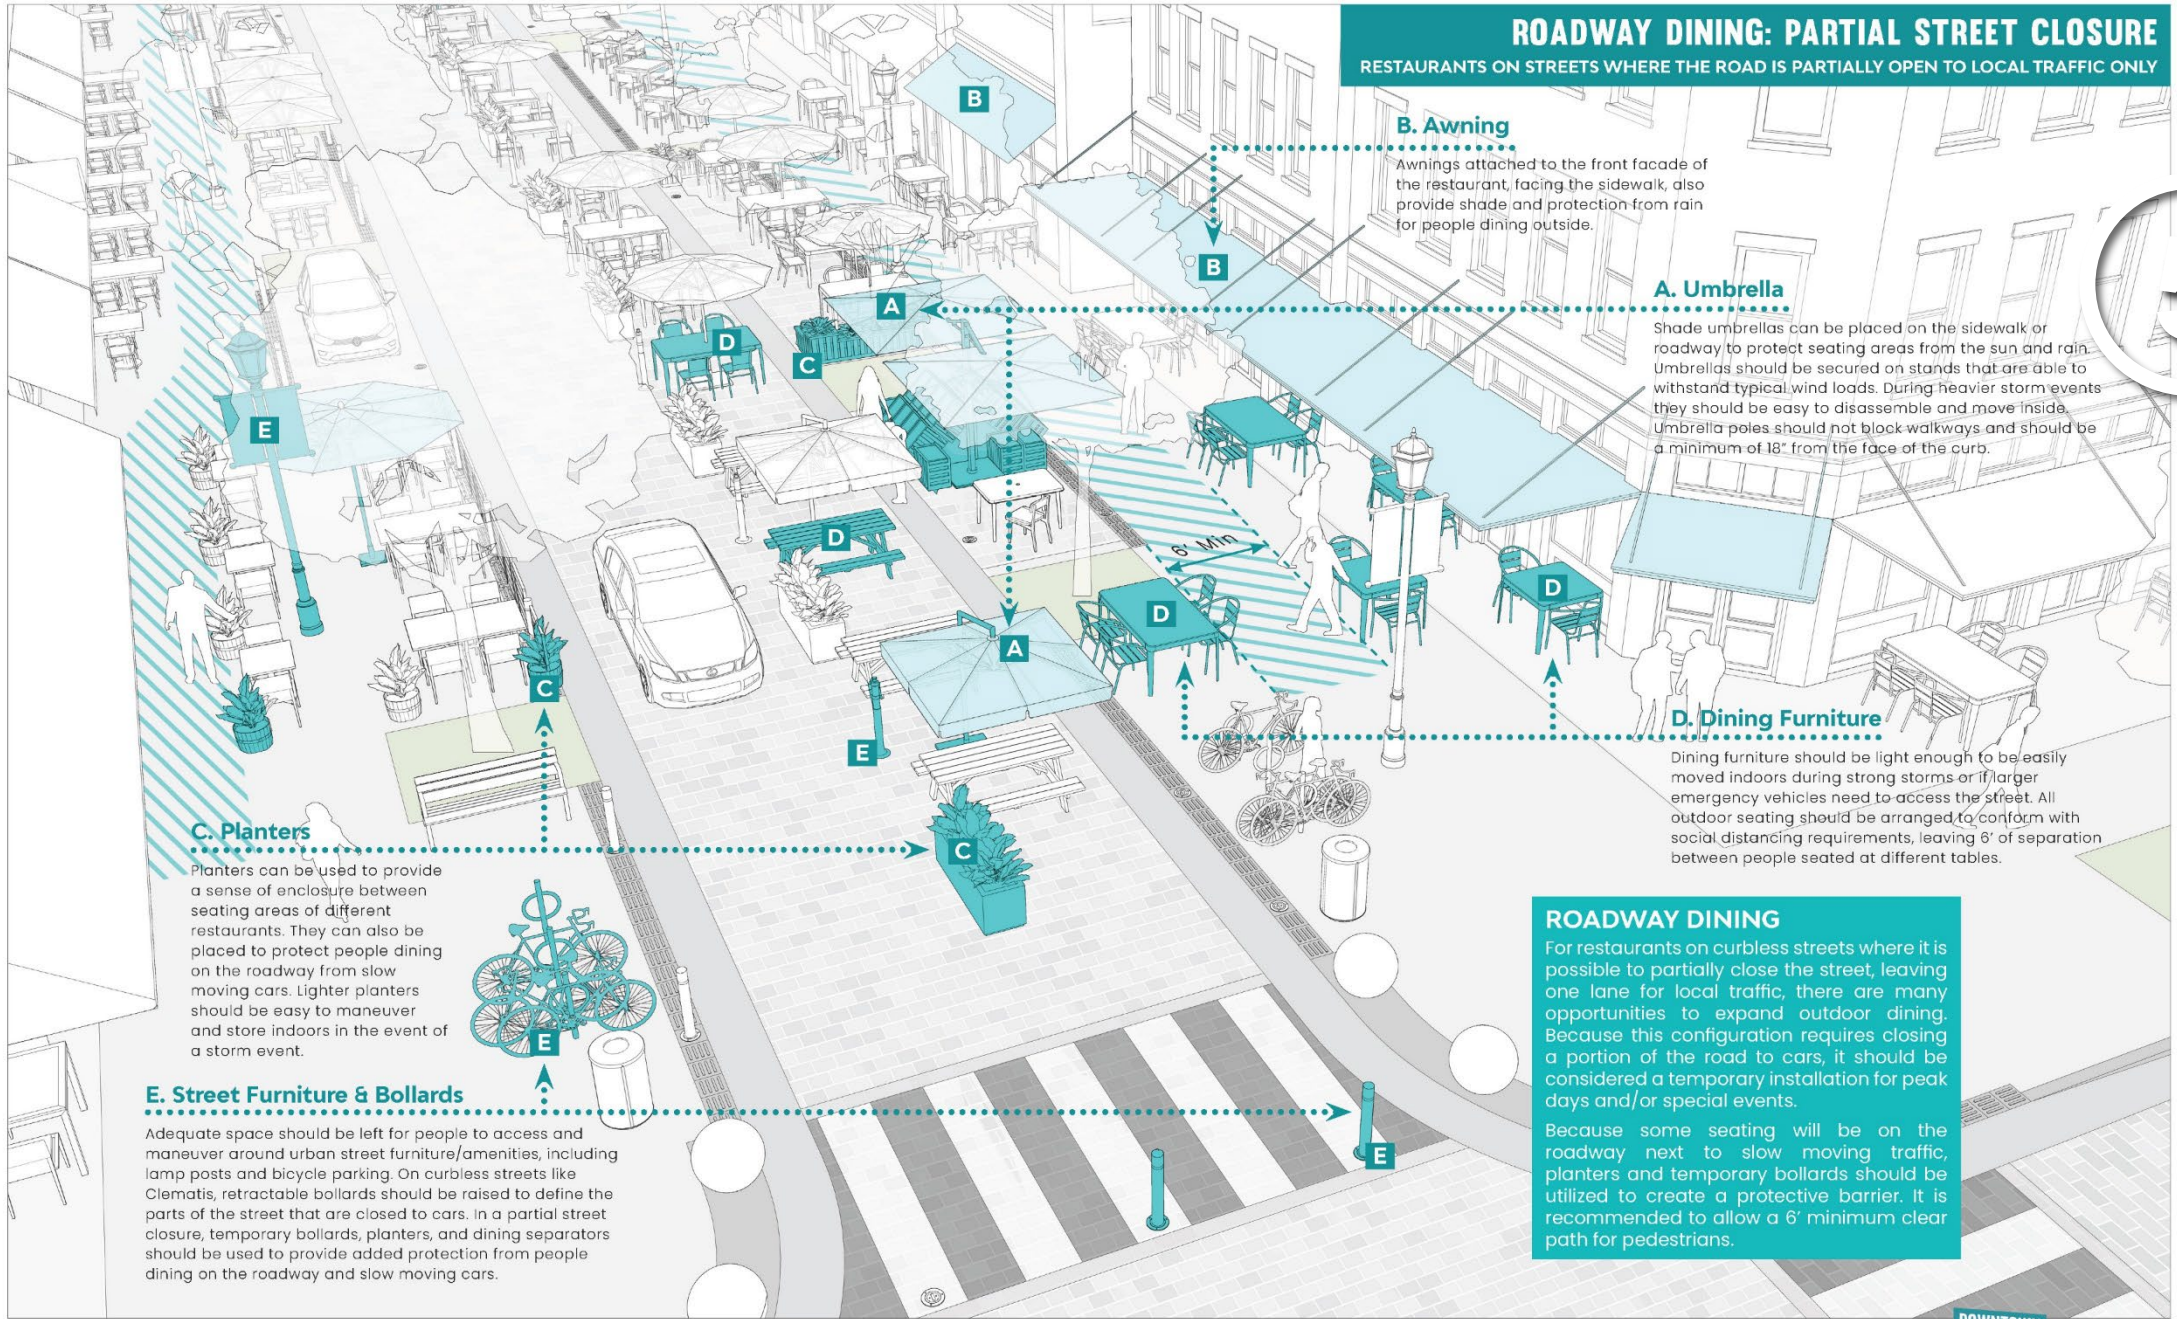 ROADWAY DINING: PARTIAL STREET CLOSURE
RESTAURANTS ON STREETS WHERE THE ROAD IS PARTIALLY OPEN TO LOCAL TRAFFIC ONLY
B
B. Awning
Awnings attached to the front facade of
the restaurant, facing the sidewalk, also
provide shade and protection from rain
for people dining outside.
B
A. Umbrella
Shade umbrellas can be placed on the sidewalk or
roadway to protect seating areas from the sun and rain.
Umbrellas should be secured on stands that are able to
withstand typical wind loads. During heavier storm events
they should be easy to disassemble and move inside.
Umbrella poles should not block walkways and should be
a minimum of 18" from the face of the curb.
A
D
C
E
D
6' Min
D
D
A
C
E
D. Dining Furniture
Dining furniture should be light enough to be easily
moved indoors during strong storms or if larger
emergency vehicles need to access the street. All
outdoor seating should be arranged to conform with
social distancing requirements, leaving 6' of separation
between people seated at different tables.
C. Planters
Planters can be used to provide
a sense of enclosure between
seating areas of different
restaurants. They can also be
placed to protect people dining
on the roadway from slow
moving cars. Lighter planters
should be easy to maneuver
and store indoors in the event of
a storm event.
C
E
E. Street Furniture & Bollards
Adequate space should be left for people to access and
maneuver around urban street furniture/amenities, including
lamp posts and bicycle parking. On curbless streets like
Clematis, retractable bollards should be raised to define the
parts of the street that are closed to cars. In a partial street
closure, temporary bollards, planters, and dining separators
should be used to provide added protection from people
dining on the roadway and slow moving cars.
E
ROADWAY DINING
For restaurants on curbless streets where it is
possible to partially close the street, leaving
one lane for local traffic, there are many
opportunities to expand outdoor dining.
Because this configuration requires closing
a portion of the road to cars, it should be
considered a temporary installation for peak
days and/or special events.
Because some seating will be on the
roadway next to slow moving traffic,
planters and temporary bollards should be
utilized to create a protective barrier. It is
recommended to allow a 6' minimum clear
path for pedestrians.
DOWNTOWN